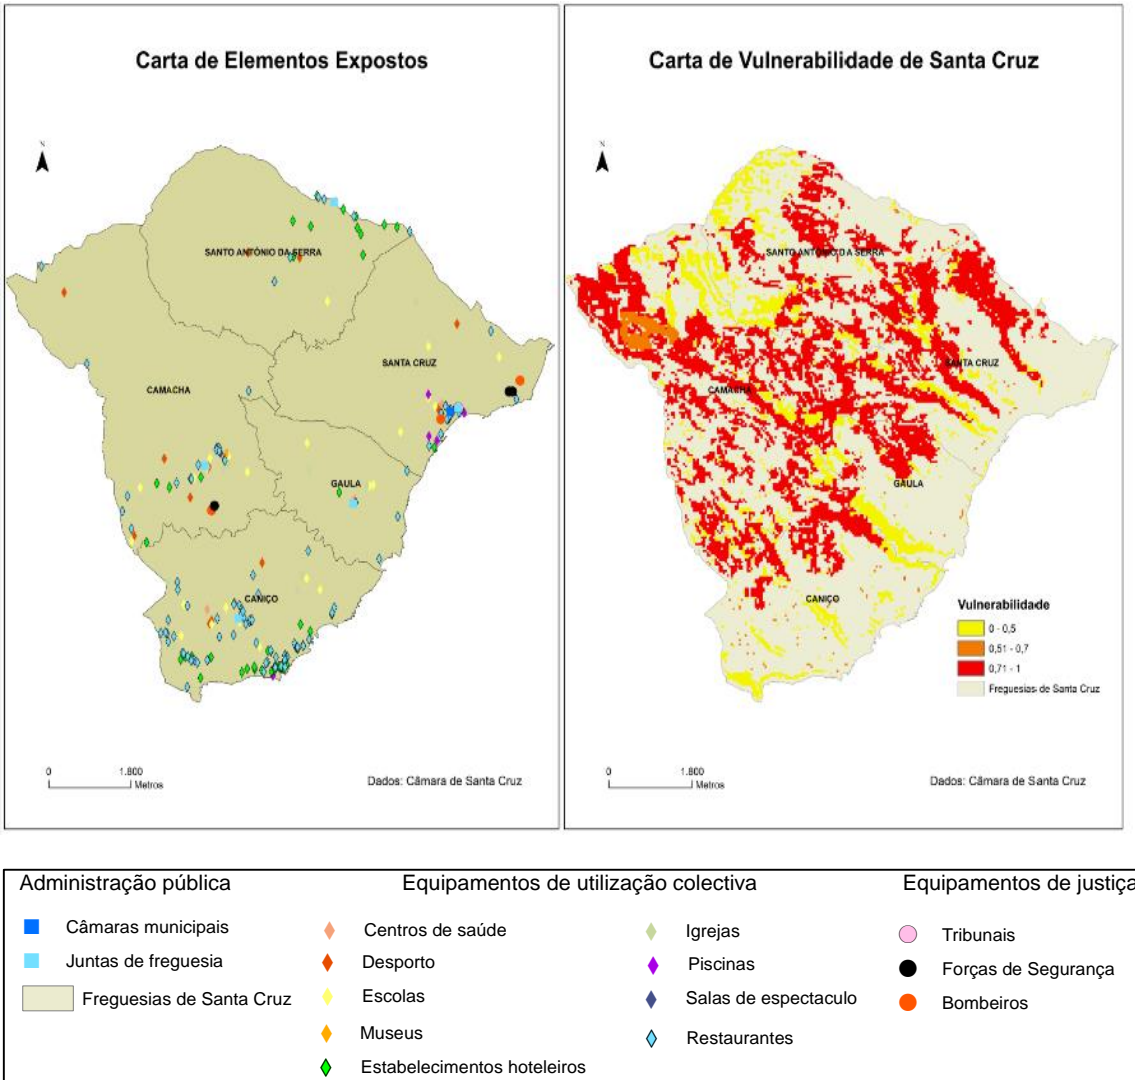 Carta de Elementos Expostos
N
SANTO ANTÓNIO DA SERRA
SANTA CRUZ
CAMACHA
GAULA
CANIÇO
0 1.800
Metros
Dados: Câmara de Santa Cruz
Carta de Vulnerabilidade de Santa Cruz
N
SANTO ANTÓNIO DA SERRA
SANTA CRUZ
CAMACHA
GAULA
CANIÇO
Vulnerabilidade
0 - 0,5
0,51 - 0,7
0,71 - 1
Freguesias de Santa Cruz
0 1.800
Metros
Dados: Câmara de Santa Cruz
Administração pública
Câmaras municipais
Juntas de freguesia
Freguesias de Santa Cruz
Equipamentos de utilização colectiva
Centros de saúde
Desporto
Escolas
Museus
Estabelecimentos hoteleiros
Igrejas
Piscinas
Salas de espectaculo
Restaurantes
Equipamentos de justiça
Tribunais
Forças de Segurança
Bombeiros